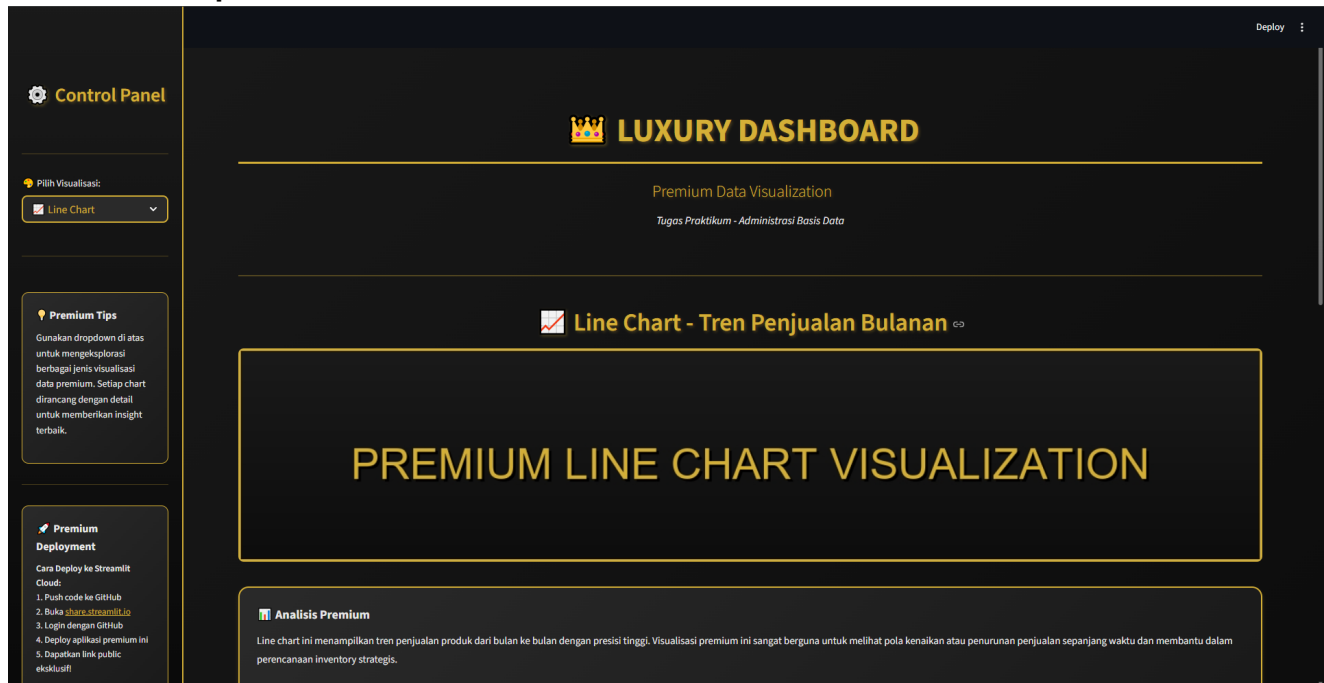 Deploy
Control Panel
Pilih Visualisasi:
Line Chart
Premium Tips
Gunakan dropdown di atas
untuk mengeksplorasi
berbagai jenis visualisasi
data premium. Setiap chart
dirancang dengan detail
untuk memberikan insight
terbaik.
Premium
Deployment
Cara Deploy ke Streamlit
Cloud:
1. Push code ke GitHub
2. Buka share.streamlit.io
3. Login dengan GitHub
4. Deploy aplikasi premium ini
5. Dapatkan link public
eksklusif!
LUXURY DASHBOARD
Premium Data Visualization
Tugas Praktikum - Administrasi Basis Data
Line Chart - Tren Penjualan Bulanan
PREMIUM LINE CHART VISUALIZATION
Analisis Premium
Line chart ini menampilkan tren penjualan produk dari bulan ke bulan dengan presisi tinggi. Visualisasi premium ini sangat berguna untuk melihat pola kenaikan atau penurunan penjualan sepanjang waktu dan membantu dalam
perencanaan inventory strategis.